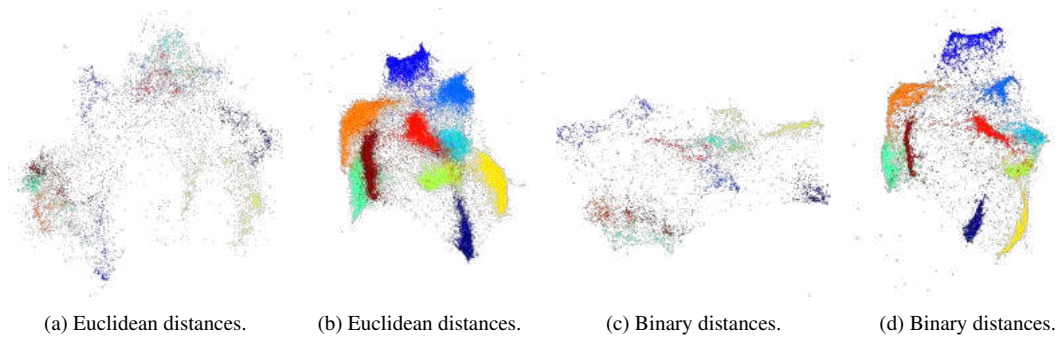 (a) Euclidean distances.
(b) Euclidean distances.
(c) Binary distances.
(d) Binary distances.